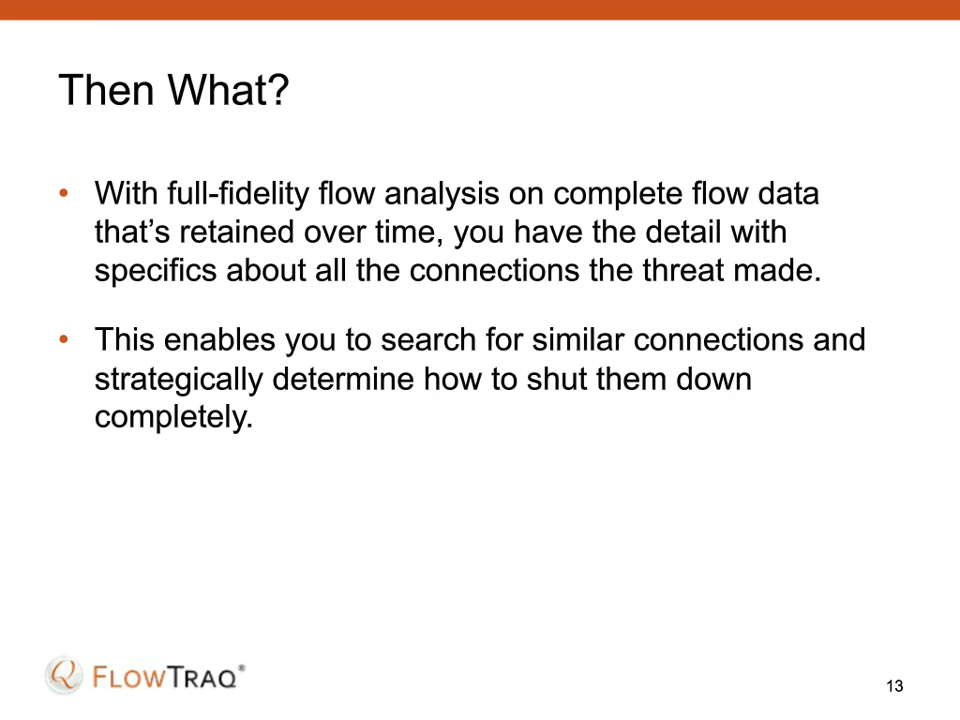 Then What?
• With full-fidelity flow analysis on complete flow data
that’s retained over time, you have the detail with
specifics about all the connections the threat made.
• This enables you to search for similar connections and
strategically determine how to shut them down
completely.
Q FLOWTRAQ®
13